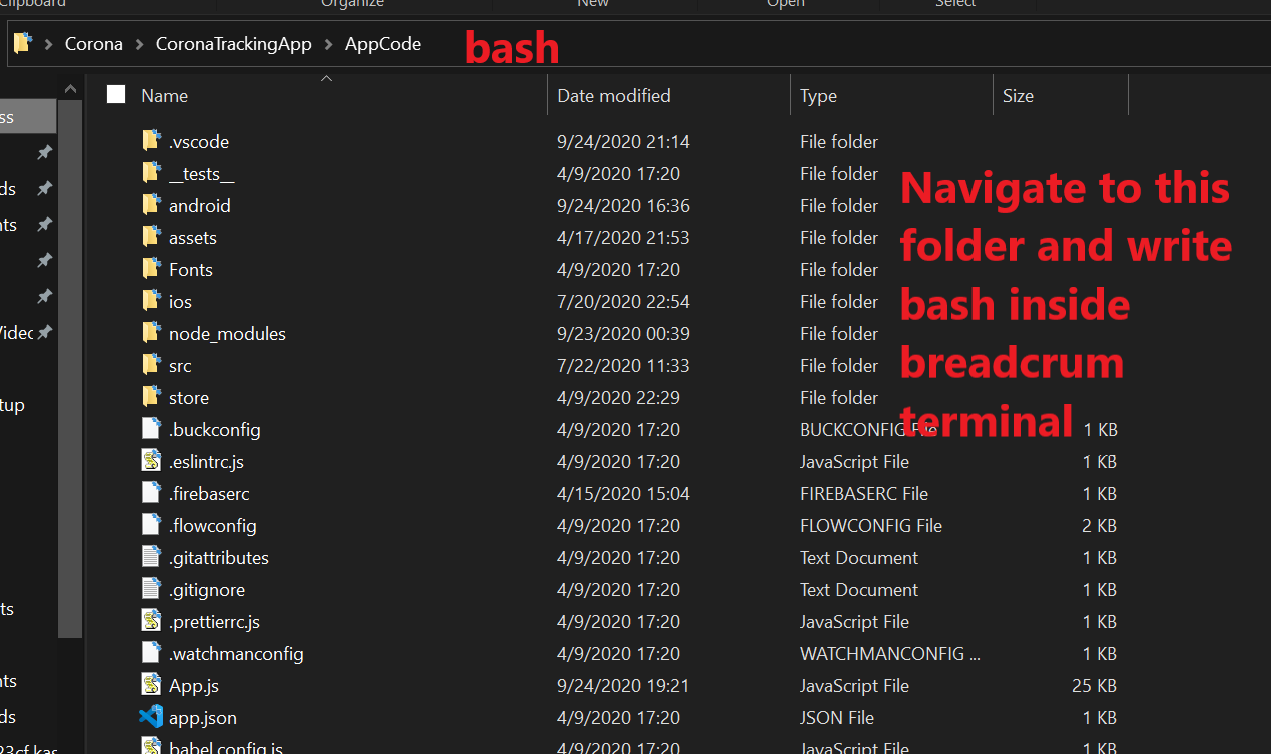 Clipboard Organize New Open Select
Corona CoronaTrackingApp AppCode bash
Name Date modified Type Size
.vscode 9/24/2020 21:14 File folder
__tests__ 4/9/2020 17:20 File folder
android 9/24/2020 16:36 File folder
assets 4/17/2020 21:53 File folder
Fonts 4/9/2020 17:20 File folder
ios 7/20/2020 22:54 File folder
node_modules 9/23/2020 00:39 File folder
src 7/22/2020 11:33 File folder
store 4/9/2020 22:29 File folder
.buckconfig 4/9/2020 17:20 BUCKCONFIG File 1 KB
.eslintrc.js 4/9/2020 17:20 JavaScript File 1 KB
.firebaserc 4/15/2020 15:04 FIREBASERC File 1 KB
.flowconfig 4/9/2020 17:20 FLOWCONFIG File 2 KB
.gitattributes 4/9/2020 17:20 Text Document 1 KB
.gitignore 4/9/2020 17:20 Text Document 1 KB
.prettierrc.js 4/9/2020 17:20 JavaScript File 1 KB
.watchmanconfig 4/9/2020 17:20 WATCHMANCONFIG ... 1 KB
App.js 9/24/2020 19:21 JavaScript File 25 KB
app.json 4/9/2020 17:20 JSON File 1 KB
babel.config.js 4/9/2020 17:20 JavaScript File 1 KB
Navigate to this
folder and write
bash inside
breadcrum
terminal